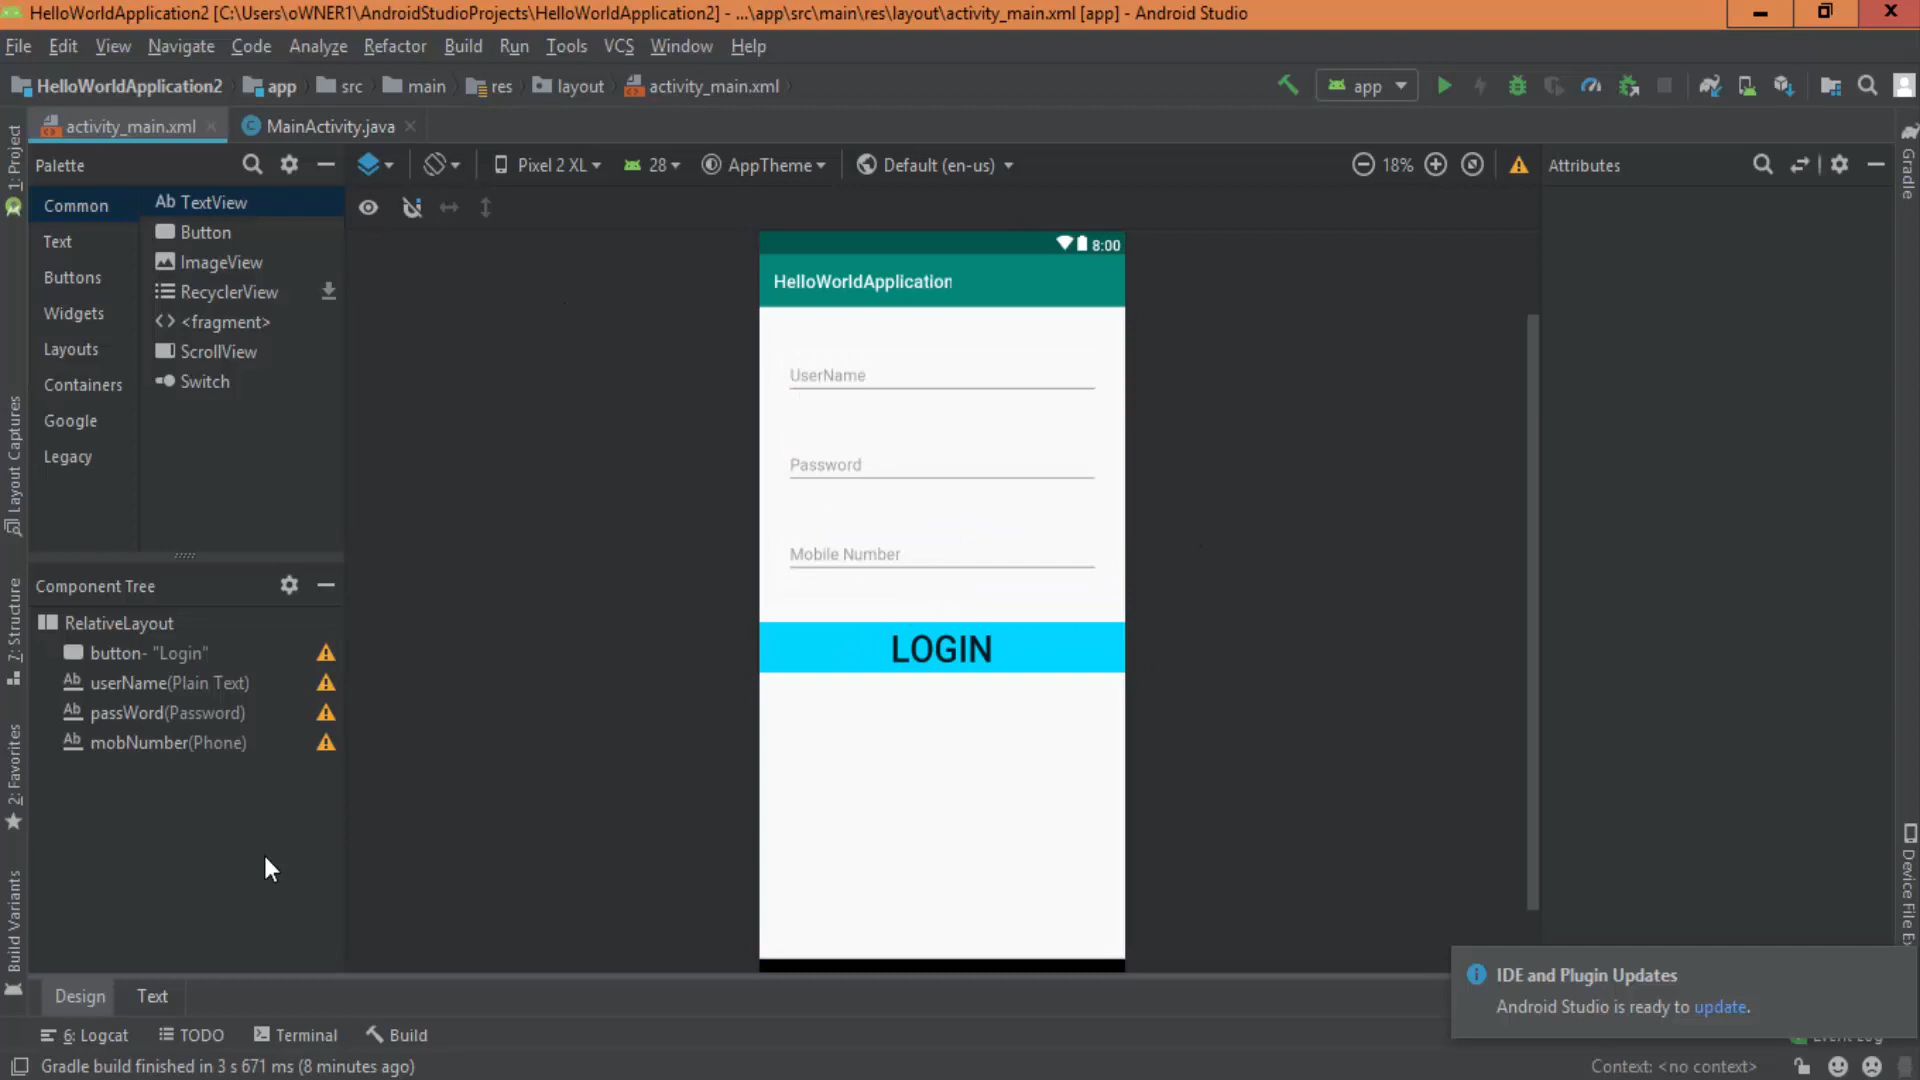 HelloWorldApplication2 [C:\Users\oWNER1\AndroidStudioProjects\HelloWorldApplication2] - ...\app\src\main\res\layout\activity_main.xml [app] - Android Studio
File Edit View Navigate Code Analyze Refactor Build Run Tools VCS Window Help
HelloWorldApplication2 app src main res layout activity_main.xml app
activity_main.xml MainActivity.java
Palette
Pixel 2 XL 28 AppTheme Default (en-us) 18%
Attributes
Common
Text
Buttons
Widgets
Layouts
Containers
Google
Legacy
Ab TextView
Button
ImageView
RecyclerView
<fragment>
ScrollView
Switch
8:00
HelloWorldApplication
UserName
Password
Mobile Number
LOGIN
Component Tree
RelativeLayout
button- "Login"
Ab userName(Plain Text)
Ab passWord(Password)
Ab mobNumber(Phone)
1: Project
Layout Captures
7: Structure
2: Favorites
Build Variants
Gradle
Device File E
Design Text
IDE and Plugin Updates
Android Studio is ready to update.
6: Logcat TODO Terminal Build
Event Log
Gradle build finished in 3 s 671 ms (8 minutes ago)
Context: <no context>